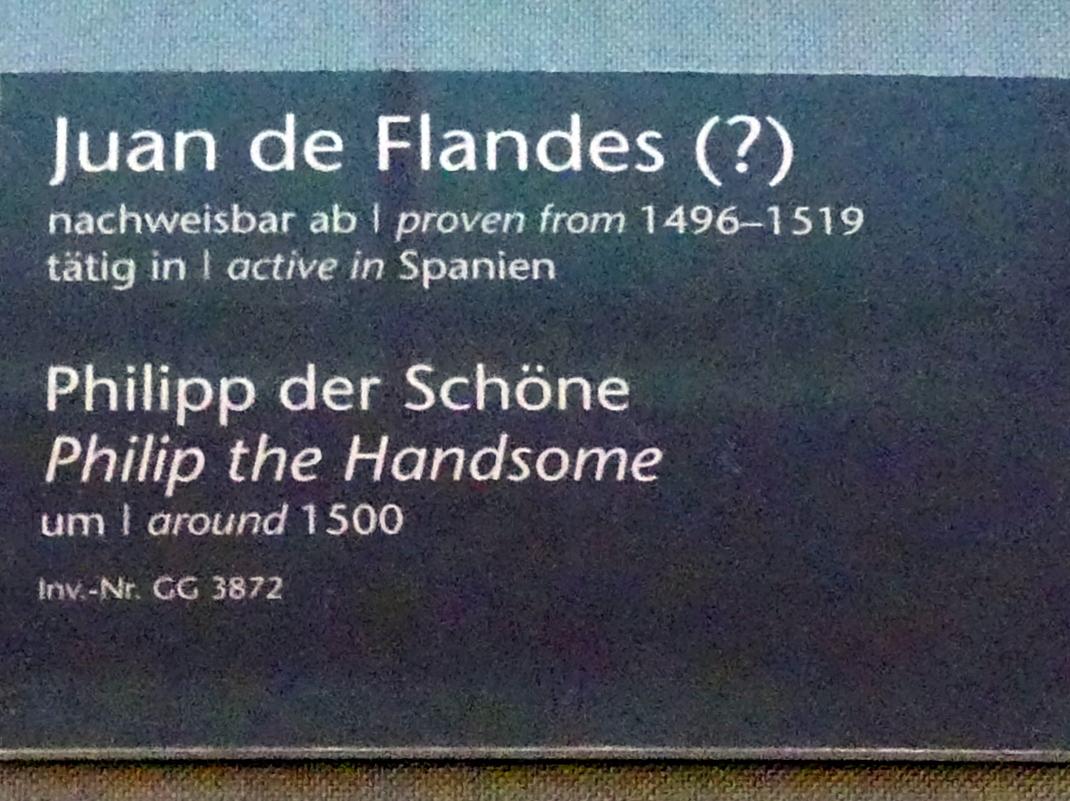 Juan de Flandes (?)
nachweisbar ab | proven from 1496–1519
tätig in | active in Spanien
Philipp der Schöne
Philip the Handsome
um | around 1500
Inv.-Nr. GG 3872